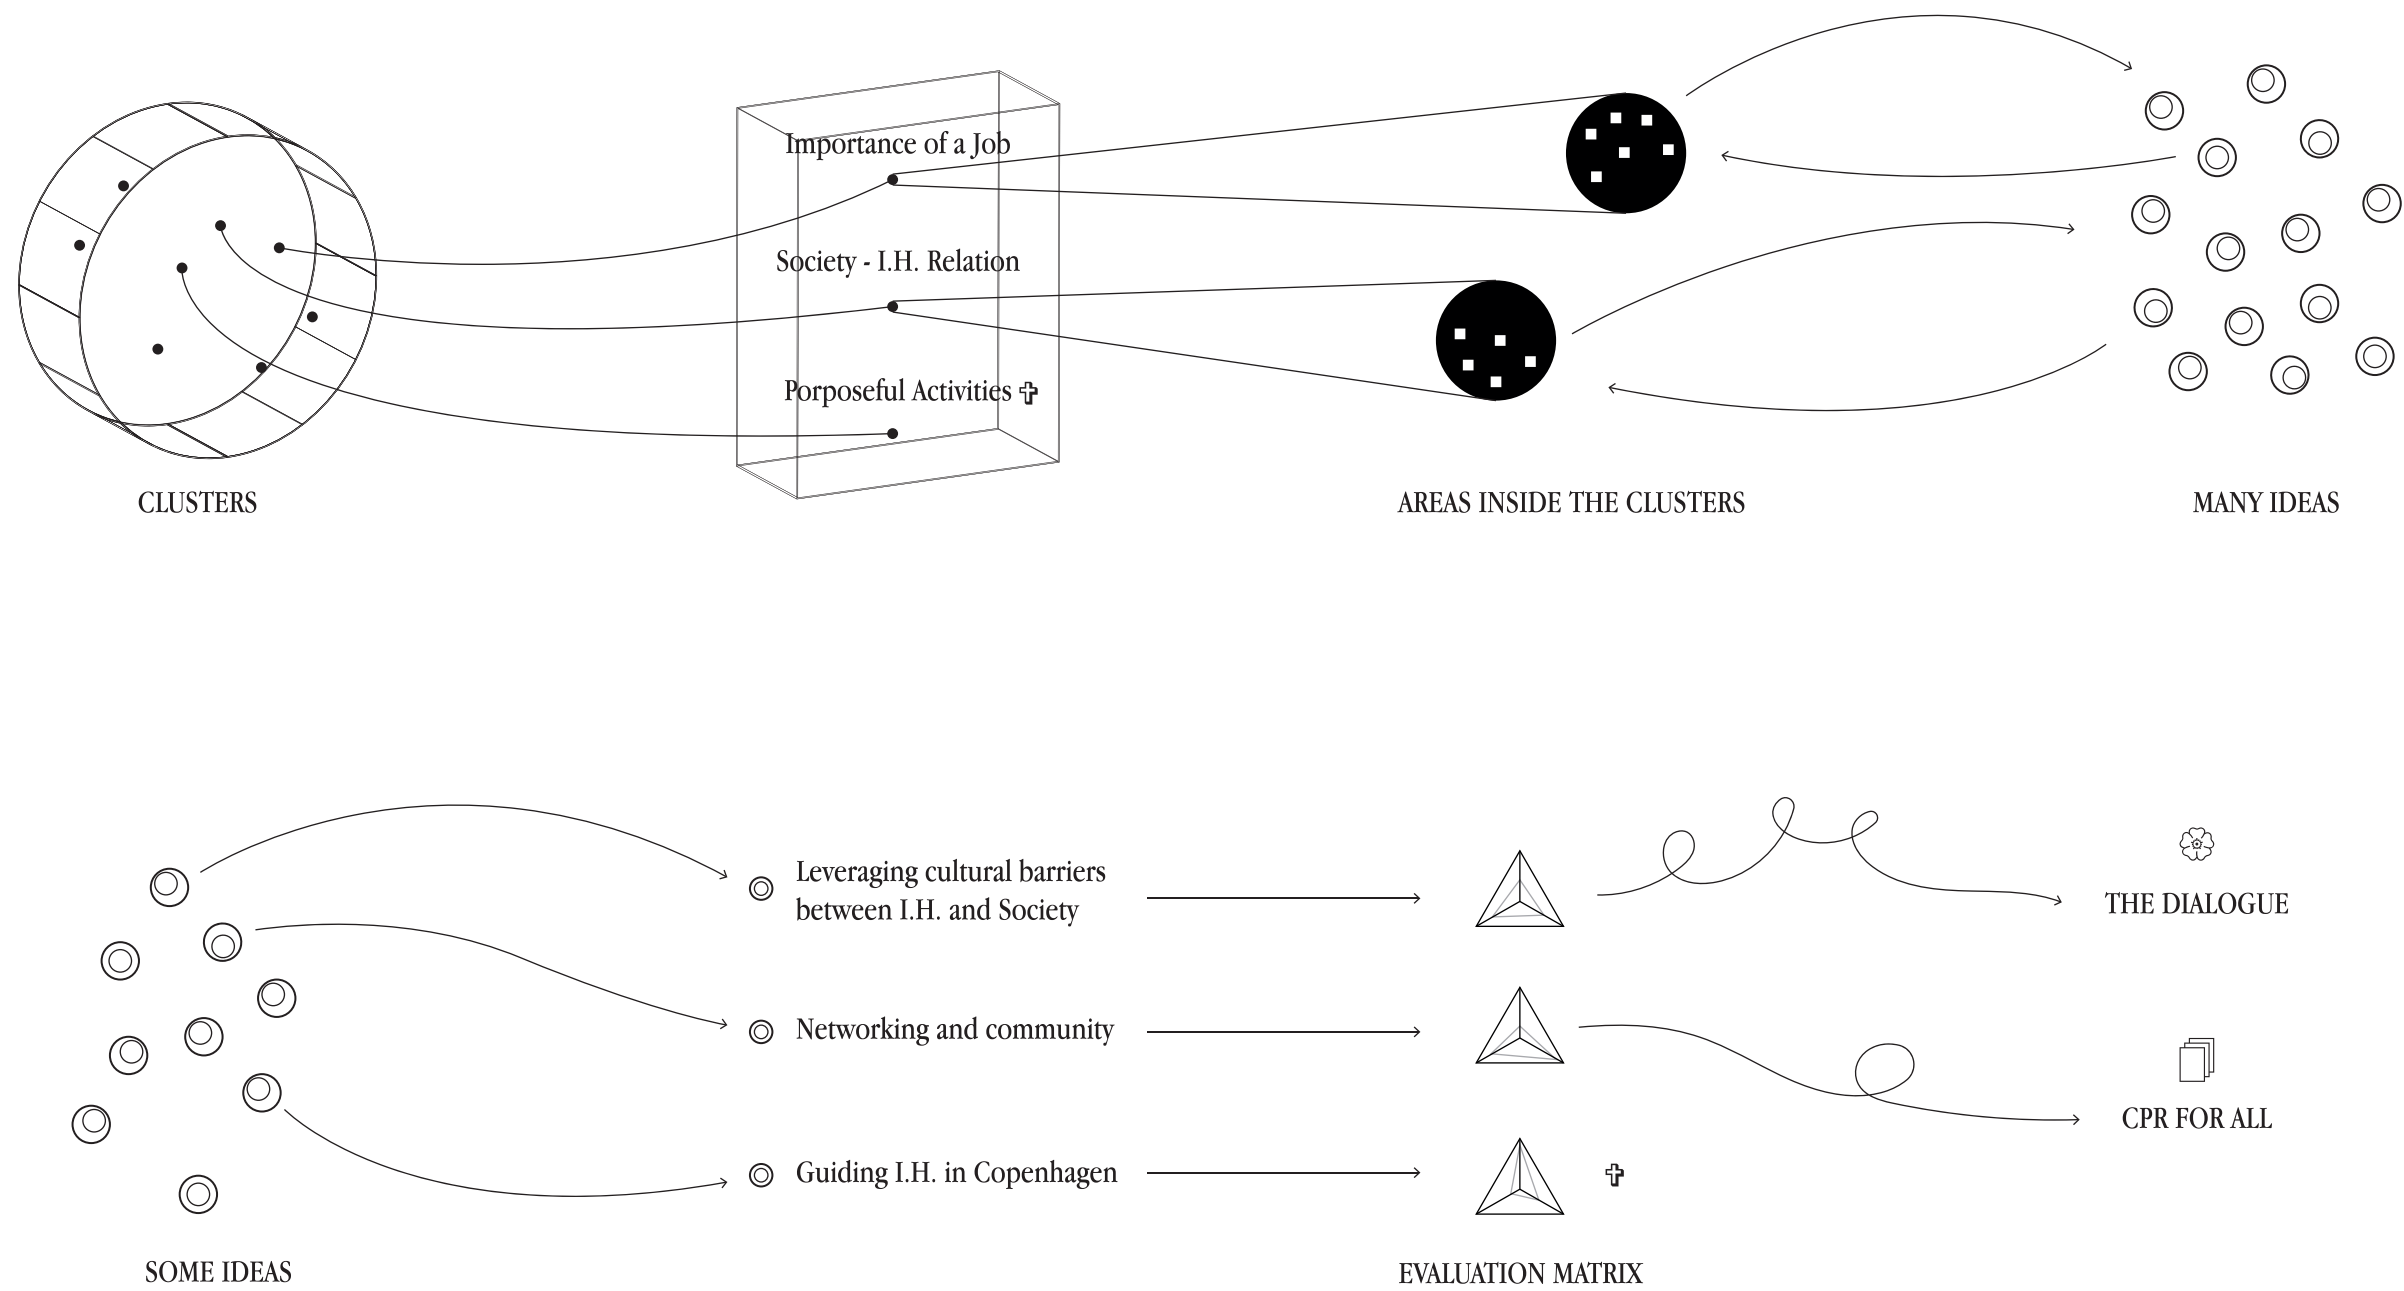 Importance of a Job
Society - I.H. Relation
Porposeful Activities ✞
CLUSTERS
AREAS INSIDE THE CLUSTERS
MANY IDEAS
Leveraging cultural barriers
between I.H. and Society
THE DIALOGUE
Networking and community
CPR FOR ALL
Guiding I.H. in Copenhagen
✞
SOME IDEAS
EVALUATION MATRIX